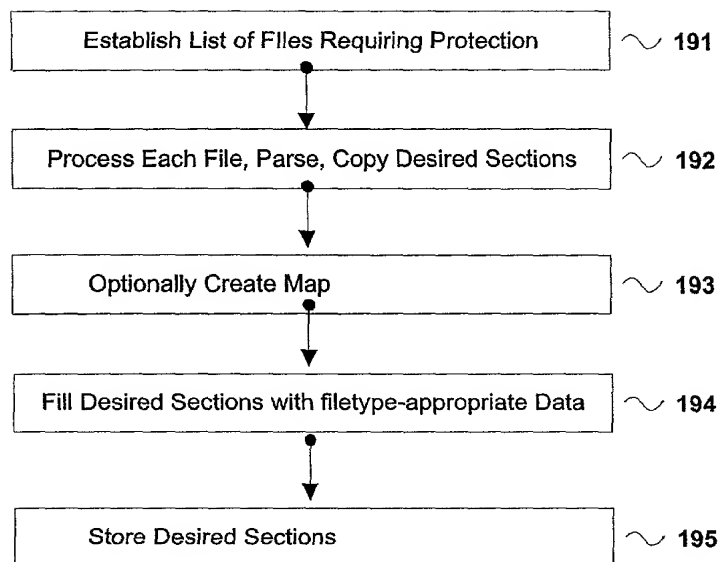 Establish List of FIles Requiring Protection 191
Process Each File, Parse, Copy Desired Sections 192
Optionally Create Map 193
Fill Desired Sections with filetype-appropriate Data 194
Store Desired Sections 195